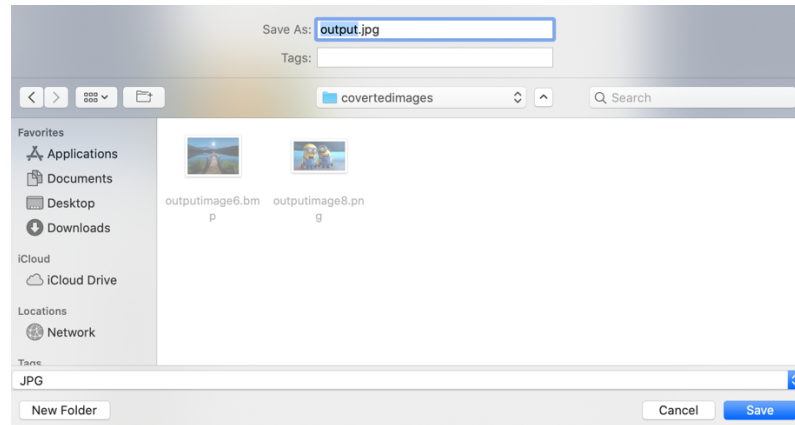 Save As: output.jpg
Tags:
covertedimages
Search
Favorites
Applications
Documents
Desktop
Downloads
iCloud
iCloud Drive
Locations
Network
Tags
outputimage6.bm
p
outputimage8.pn
g
JPG
New Folder
Cancel
Save